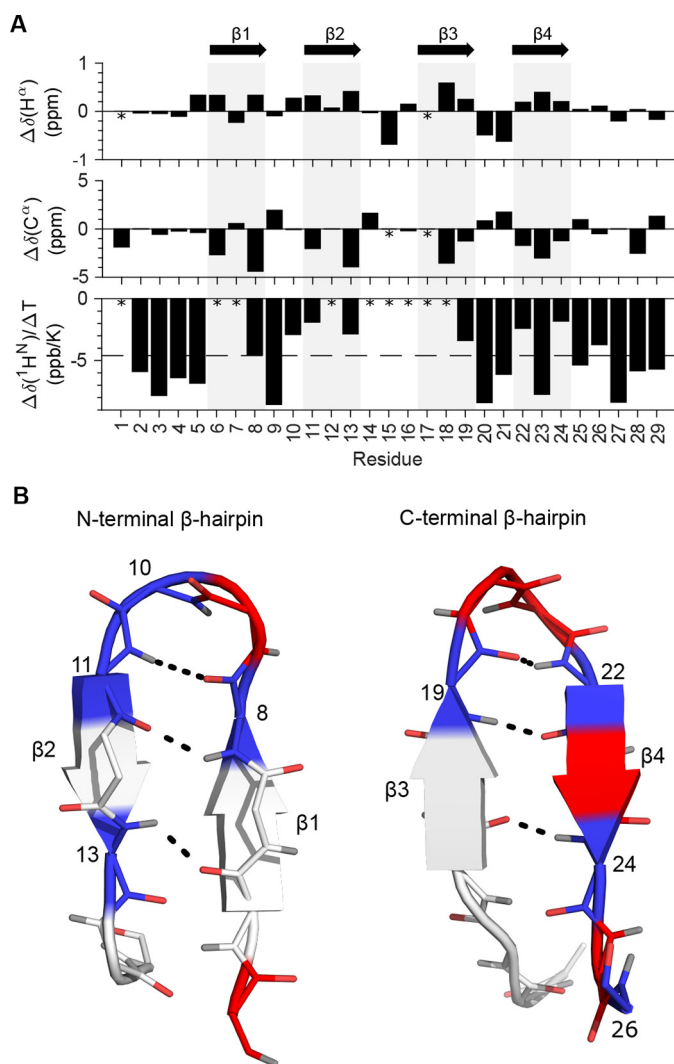 A
β1 β2 β3 β4
Δδ(Hᵅ)
(ppm)
1
0
-1
* *
Δδ(Cᵅ)
(ppm)
5
0
-5
* *
Δδ(¹Hᴺ)/ΔT
(ppb/K)
0
-5
* * * * * * * * *
1 2 3 4 5 6 7 8 9 10 11 12 13 14 15 16 17 18 19 20 21 22 23 24 25 26 27 28 29
Residue
B
N-terminal β-hairpin C-terminal β-hairpin
10
11 8 19 22
β2 β1 β3 β4
13 24
26